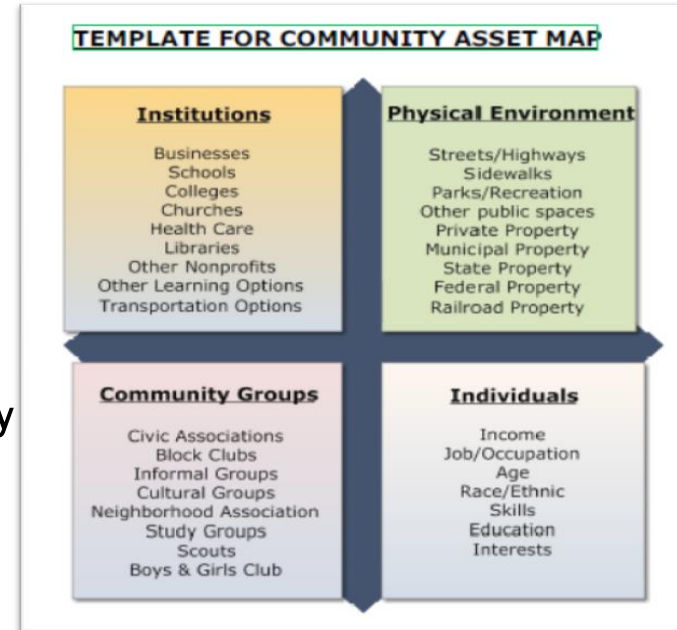 TEMPLATE FOR COMMUNITY ASSET MAP
Institutions
Businesses
Schools
Colleges
Churches
Health Care
Libraries
Other Nonprofits
Other Learning Options
Transportation Options
Physical Environment
Streets/Highways
Sidewalks
Parks/Recreation
Other public spaces
Private Property
Municipal Property
State Property
Federal Property
Railroad Property
y
Community Groups
Civic Associations
Block Clubs
Informal Groups
Cultural Groups
Neighborhood Association
Study Groups
Scouts
Boys & Girls Club
Individuals
Income
Job/Occupation
Age
Race/Ethnic
Skills
Education
Interests